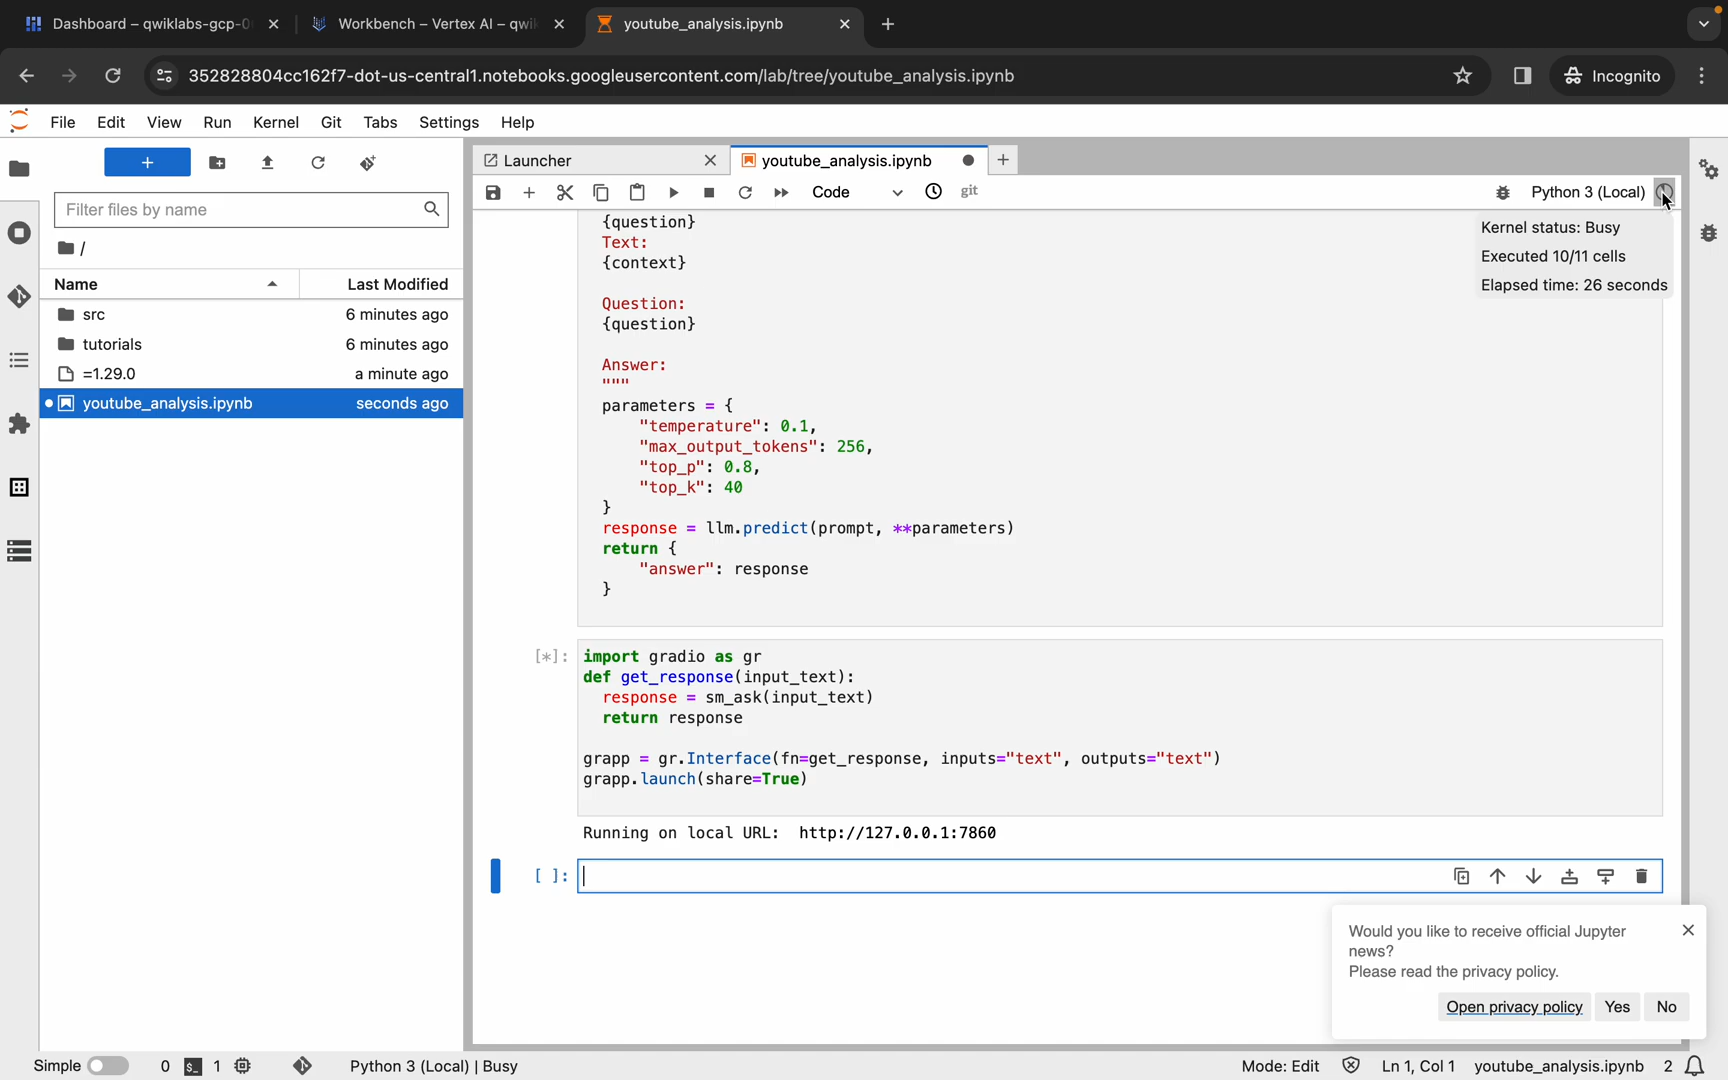 Dashboard – qwiklabs-gcp-0
Workbench – Vertex AI – qwi
youtube_analysis.ipynb
352828804cc162f7-dot-us-central1.notebooks.googleusercontent.com/lab/tree/youtube_analysis.ipynb
Incognito
File Edit View Run Kernel Git Tabs Settings Help
Launcher
youtube_analysis.ipynb
Code
git
Python 3 (Local)
Filter files by name
/
Name Last Modified
src 6 minutes ago
tutorials 6 minutes ago
=1.29.0 a minute ago
youtube_analysis.ipynb seconds ago
Kernel status: Busy
Executed 10/11 cells
Elapsed time: 26 seconds
{question}
Text:
{context}
Question:
{question}
Answer:
"""
parameters = {
"temperature": 0.1,
"max_output_tokens": 256,
"top_p": 0.8,
"top_k": 40
}
response = llm.predict(prompt, **parameters)
return {
"answer": response
}
[*]: import gradio as gr
def get_response(input_text):
response = sm_ask(input_text)
return response
grapp = gr.Interface(fn=get_response, inputs="text", outputs="text")
grapp.launch(share=True)
Running on local URL: http://127.0.0.1:7860
[ ]:
Would you like to receive official Jupyter
news?
Please read the privacy policy.
Open privacy policy Yes No
Simple 0 1 Python 3 (Local) | Busy Mode: Edit Ln 1, Col 1 youtube_analysis.ipynb 2